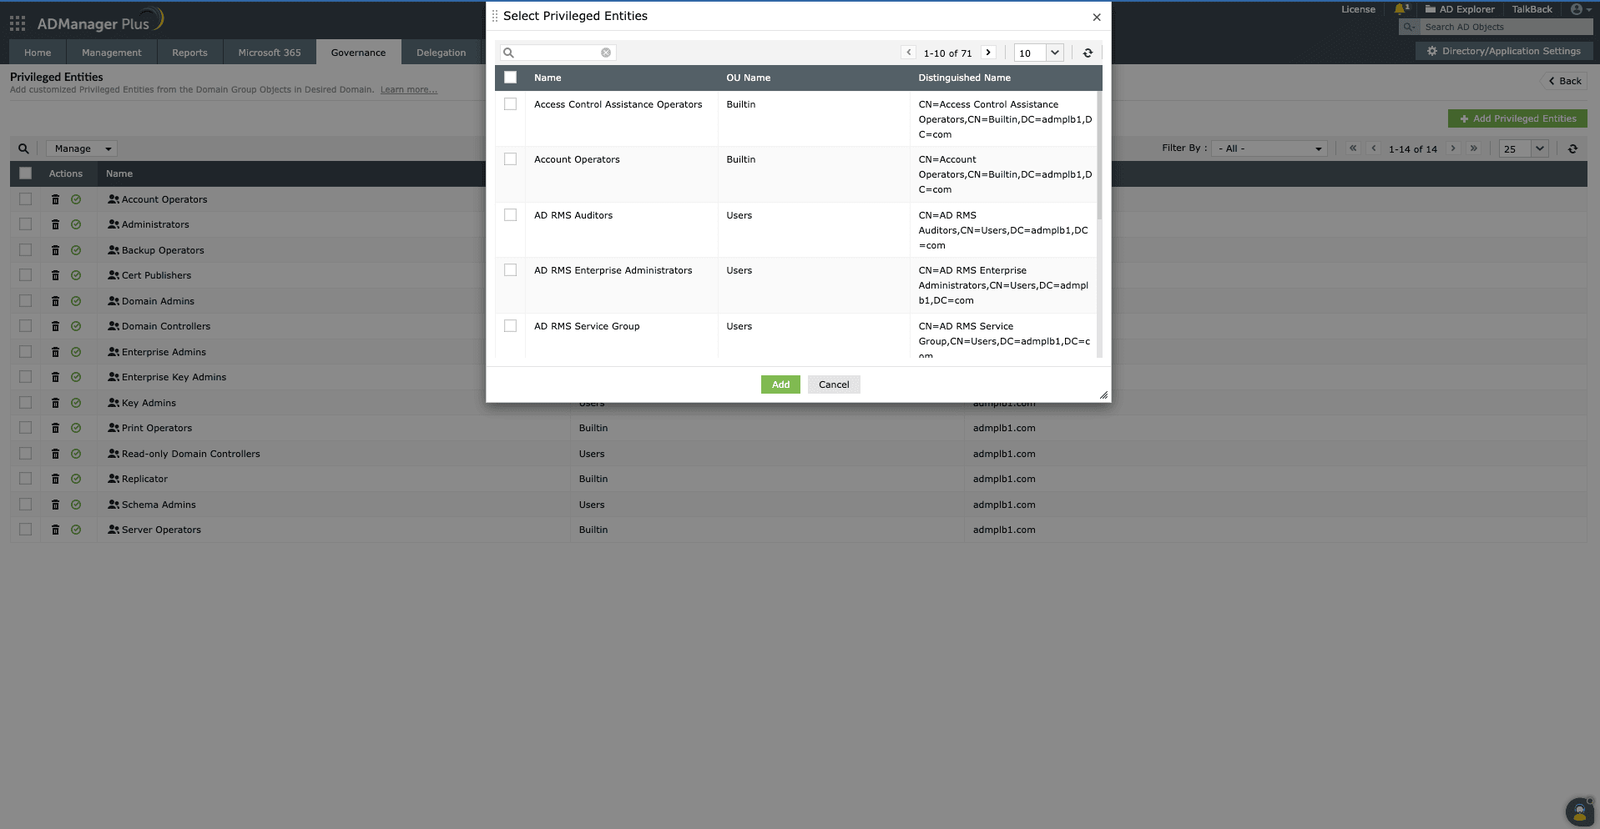 ADManager Plus
License
1
AD Explorer
TalkBack
Search AD Objects
Home
Management
Reports
Microsoft 365
Governance
Delegation
Directory/Application Settings
Privileged Entities
Add customized Privileged Entities from the Domain Group Objects in Desired Domain. Learn more...
Back
Add Privileged Entities
Manage
Filter By :
- All -
1-14 of 14
25
Actions
Name
Account Operators
Administrators
Backup Operators
Cert Publishers
Domain Admins
Domain Controllers
Enterprise Admins
Enterprise Key Admins
Key Admins
Users
admplb1.com
Print Operators
Builtin
admplb1.com
Read-only Domain Controllers
Users
admplb1.com
Replicator
Builtin
admplb1.com
Schema Admins
Users
admplb1.com
Server Operators
Builtin
admplb1.com
Select Privileged Entities
1-10 of 71
10
Name
OU Name
Distinguished Name
Access Control Assistance Operators
Builtin
CN=Access Control Assistance
Operators,CN=Builtin,DC=admplb1,D
C=com
Account Operators
Builtin
CN=Account
Operators,CN=Builtin,DC=admplb1,D
C=com
AD RMS Auditors
Users
CN=AD RMS
Auditors,CN=Users,DC=admplb1,DC
=com
AD RMS Enterprise Administrators
Users
CN=AD RMS Enterprise
Administrators,CN=Users,DC=admpl
b1,DC=com
AD RMS Service Group
Users
CN=AD RMS Service
Group,CN=Users,DC=admplb1,DC=c
om
Add
Cancel